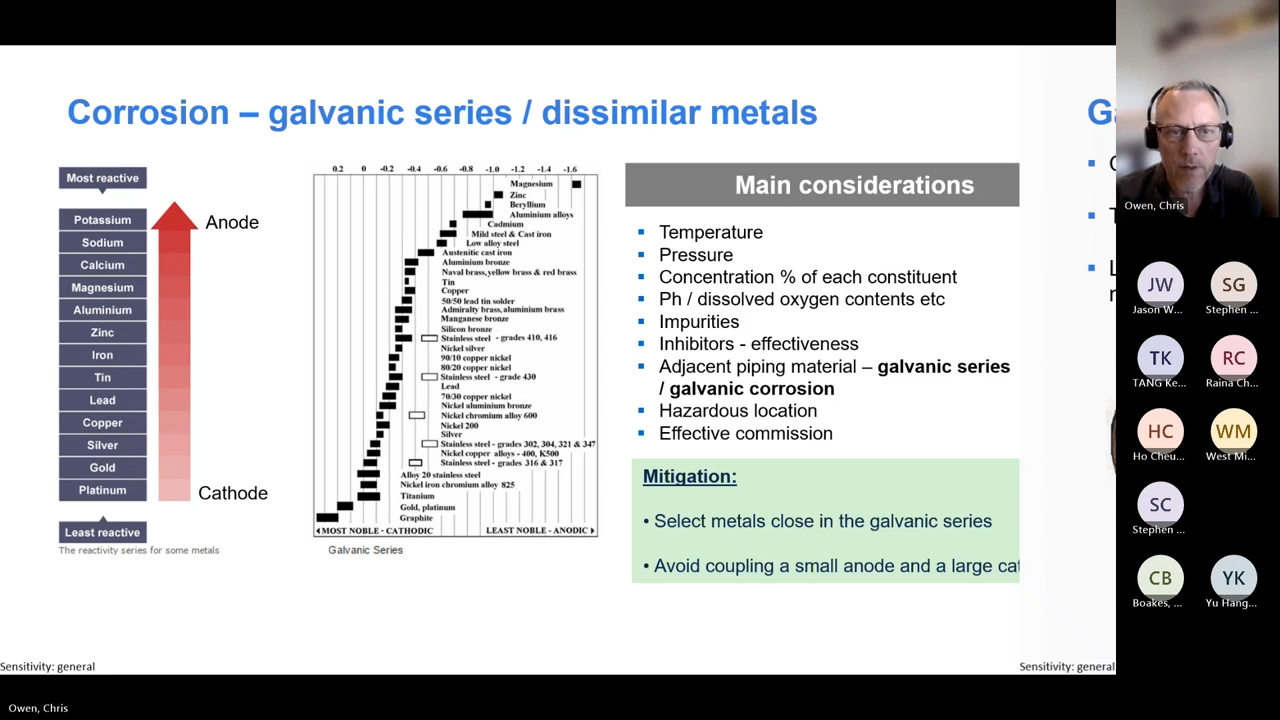 Corrosion – galvanic series / dissimilar metals
Most reactive
Potassium
Sodium
Calcium
Magnesium
Aluminium
Zinc
Iron
Tin
Lead
Copper
Silver
Gold
Platinum
Least reactive
The reactivity series for some metals
Anode
Cathode
0.2 0 -0.2 -0.4 -0.6 -0.8 -1.0 -1.2 -1.4 -1.6
Magnesium
Zinc
Beryllium
Aluminium alloys
Cadmium
Mild steel & Cast iron
Low alloy steel
Austenitic cast iron
Aluminium bronze
Naval brass, yellow brass & red brass
Tin
Copper
50/50 lead tin solder
Admiralty brass, aluminium brass
Manganese bronze
Silicon bronze
Stainless steel - grades 410, 416
Nickel silver
90/10 copper nickel
80/20 copper nickel
Stainless steel - grade 430
Lead
70/30 copper nickel
Nickel aluminium bronze
Nickel chromium alloy 600
Nickel 200
Silver
Stainless steel - grades 302, 304, 321 & 347
Nickel copper alloys - 400, K500
Stainless steel - grades 316 & 317
Alloy 20 stainless steel
Nickel iron chromium alloy 825
Titanium
Gold, platinum
Graphite
MOST NOBLE - CATHODIC LEAST NOBLE - ANODIC
Galvanic Series
Main considerations
Temperature
Pressure
Concentration % of each constituent
Ph / dissolved oxygen contents etc
Impurities
Inhibitors - effectiveness
Adjacent piping material – galvanic series
/ galvanic corrosion
Hazardous location
Effective commission
Mitigation:
• Select metals close in the galvanic series
• Avoid coupling a small anode and a large cat
Sensitivity: general
Sensitivity: general
Owen, Chris
Owen, Chris
JW SG
Jason W... Stephen ...
TK RC
TANG Ke... Raina Ch...
HC WM
Ho Cheu... West Mi...
SC
Stephen ...
CB YK
Boakes, ... Yu Hang...